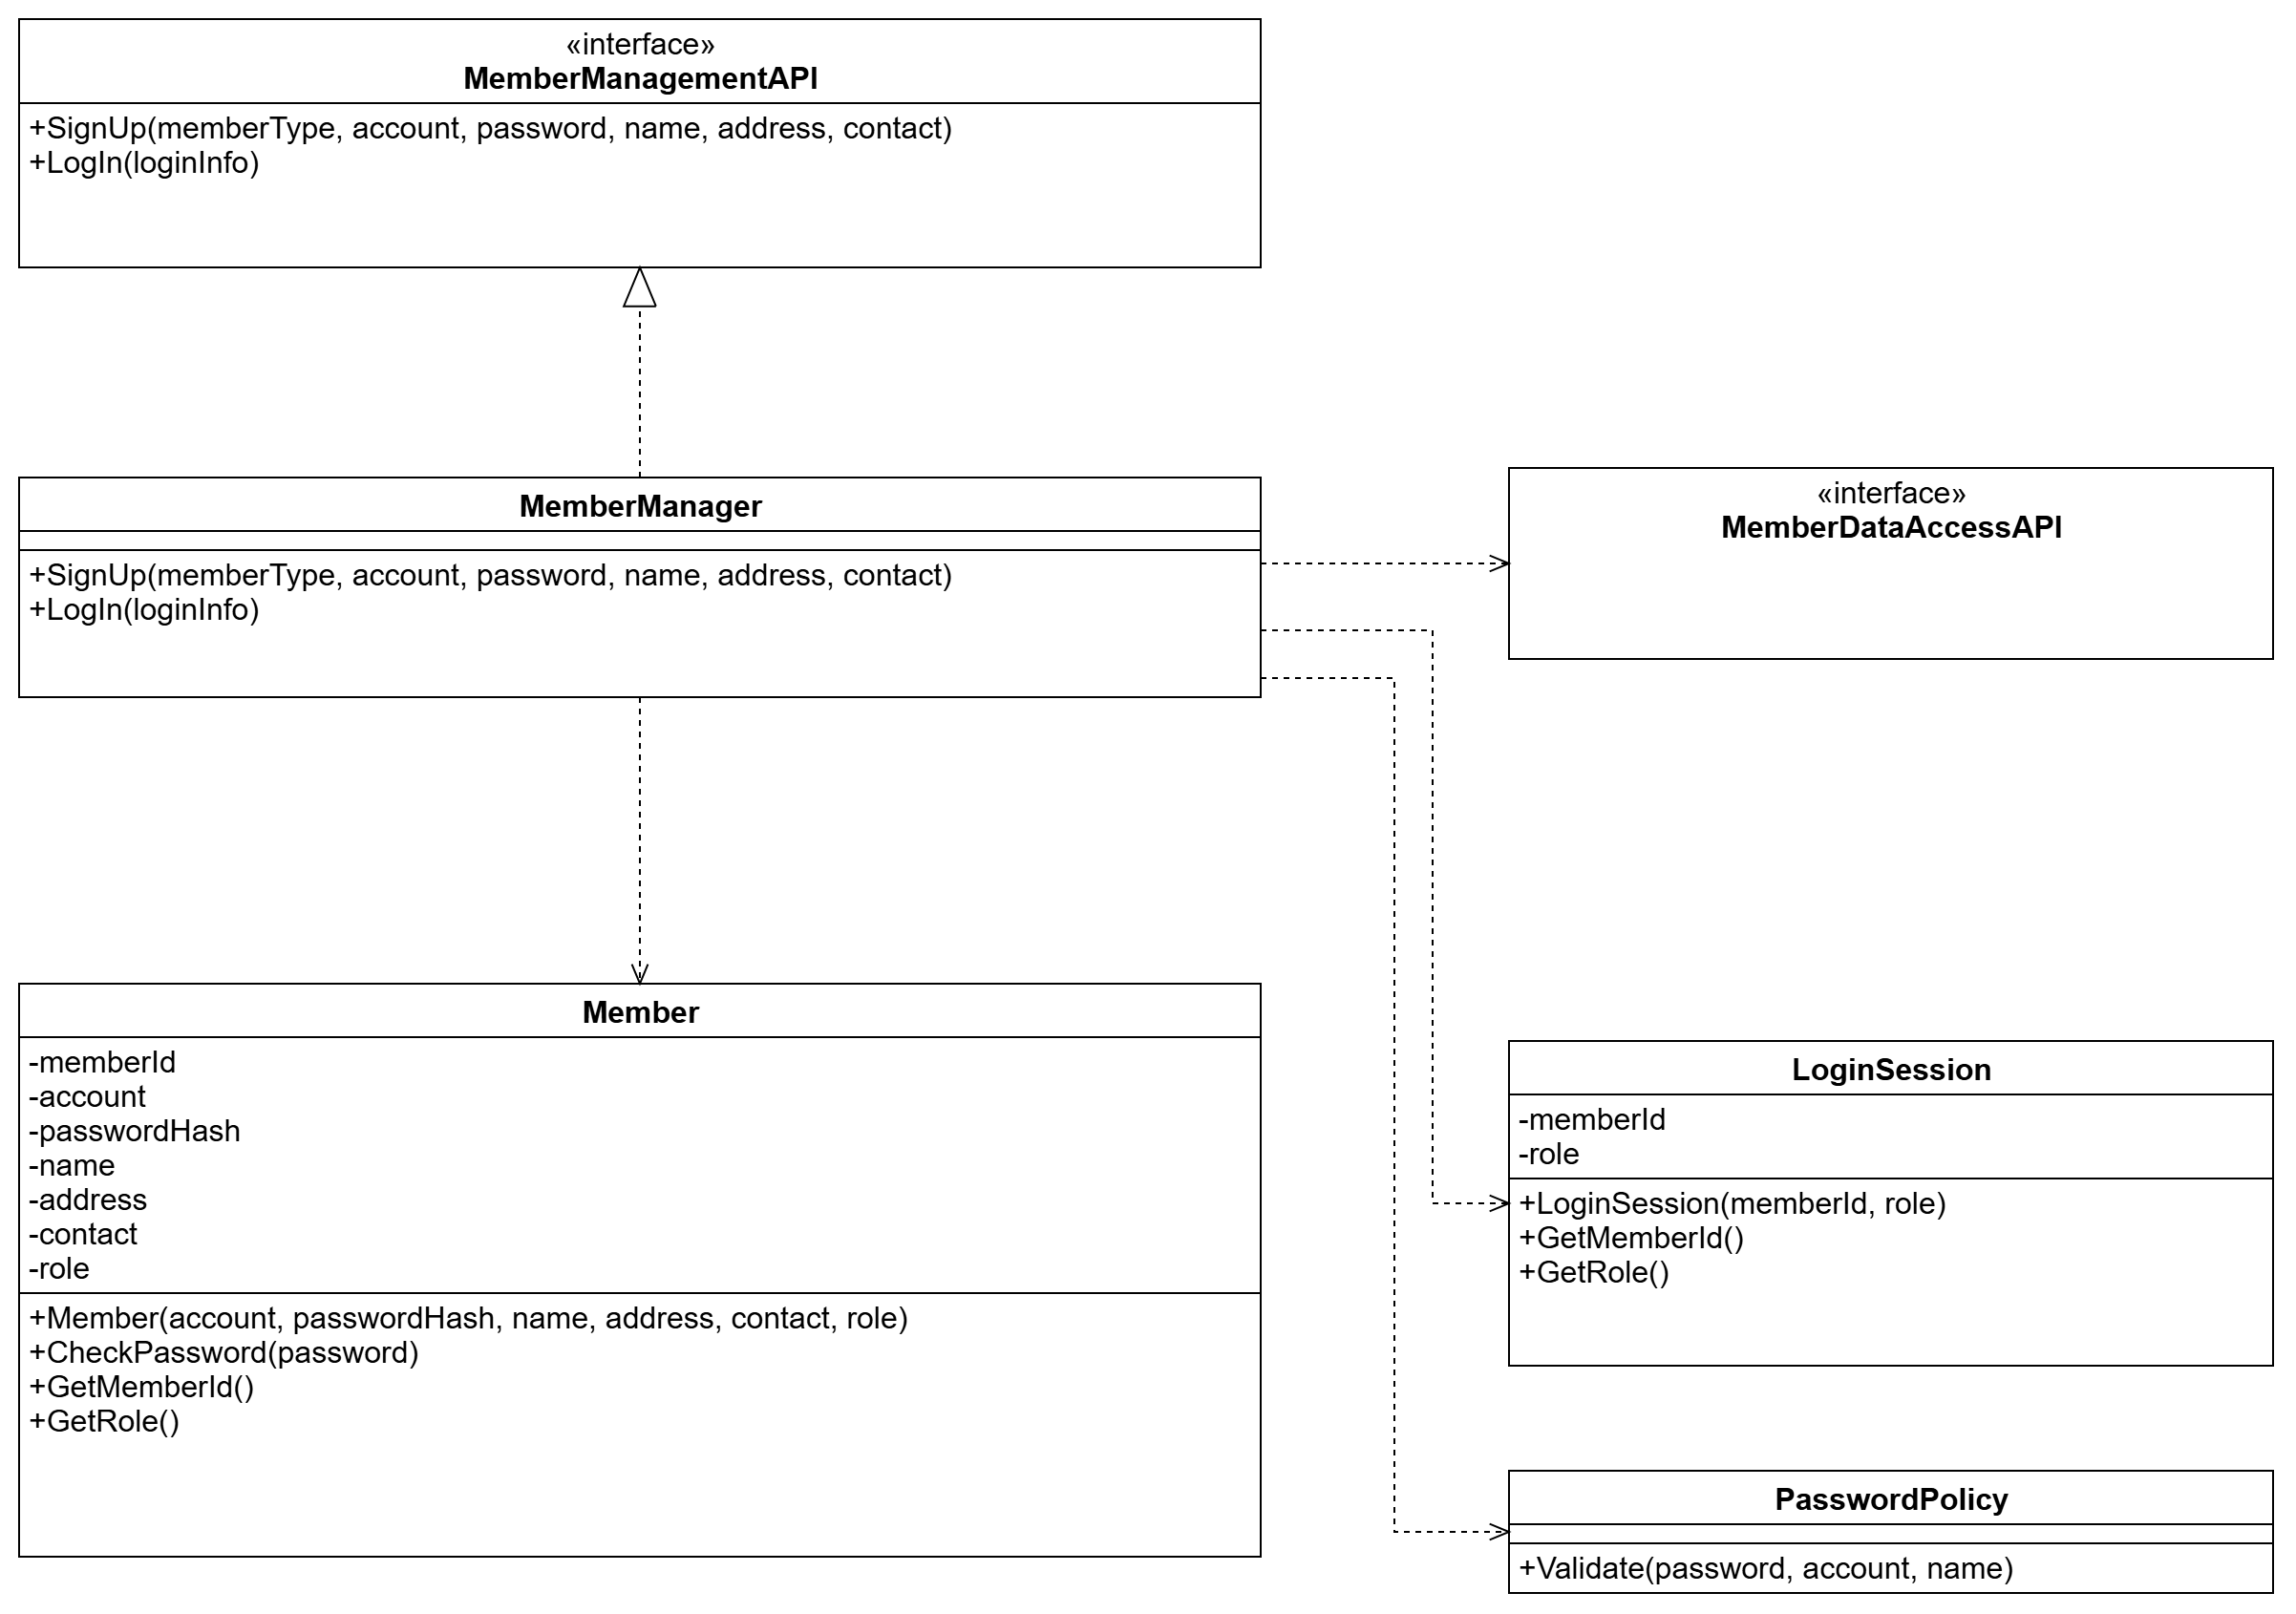 «interface»
MemberManagementAPI
+SignUp(memberType, account, password, name, address, contact)
+LogIn(loginInfo)
MemberManager
+SignUp(memberType, account, password, name, address, contact)
+LogIn(loginInfo)
«interface»
MemberDataAccessAPI
Member
-memberId
-account
-passwordHash
-name
-address
-contact
-role
+Member(account, passwordHash, name, address, contact, role)
+CheckPassword(password)
+GetMemberId()
+GetRole()
LoginSession
-memberId
-role
+LoginSession(memberId, role)
+GetMemberId()
+GetRole()
PasswordPolicy
+Validate(password, account, name)